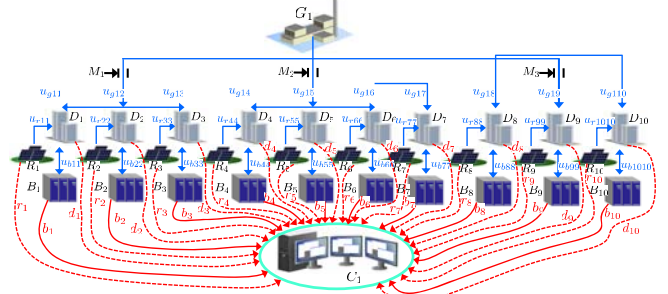 G1
M1 M2 M3
ug11 ug12 ug13 ug14 ug15 ug16 ug17 ug18 ug19 ug110
D1 D2 D3 D4 D5 D6 D7 D8 D9 D10
ur11 ur22 ur33 ur44 ur55 ur66 ur77 ur88 ur99 ur1010
R1 R2 R3 R4 R5 R6 R7 R8 R9 R10
ub11 ub22 ub33 ub44 ub55 ub66 ub77 ub88 ub99 ub1010
B1 B2 B3 B4 B5 B6 B7 B8 B9 B10
d4 d5 d6 d7 d8
r1 d1 r2 r3 d3 r4 b4 b5 r6 b6 r7 b7 r8 b8 r9 b9 r10 d9 b10
b1 b2 d2 b3 d10
C1